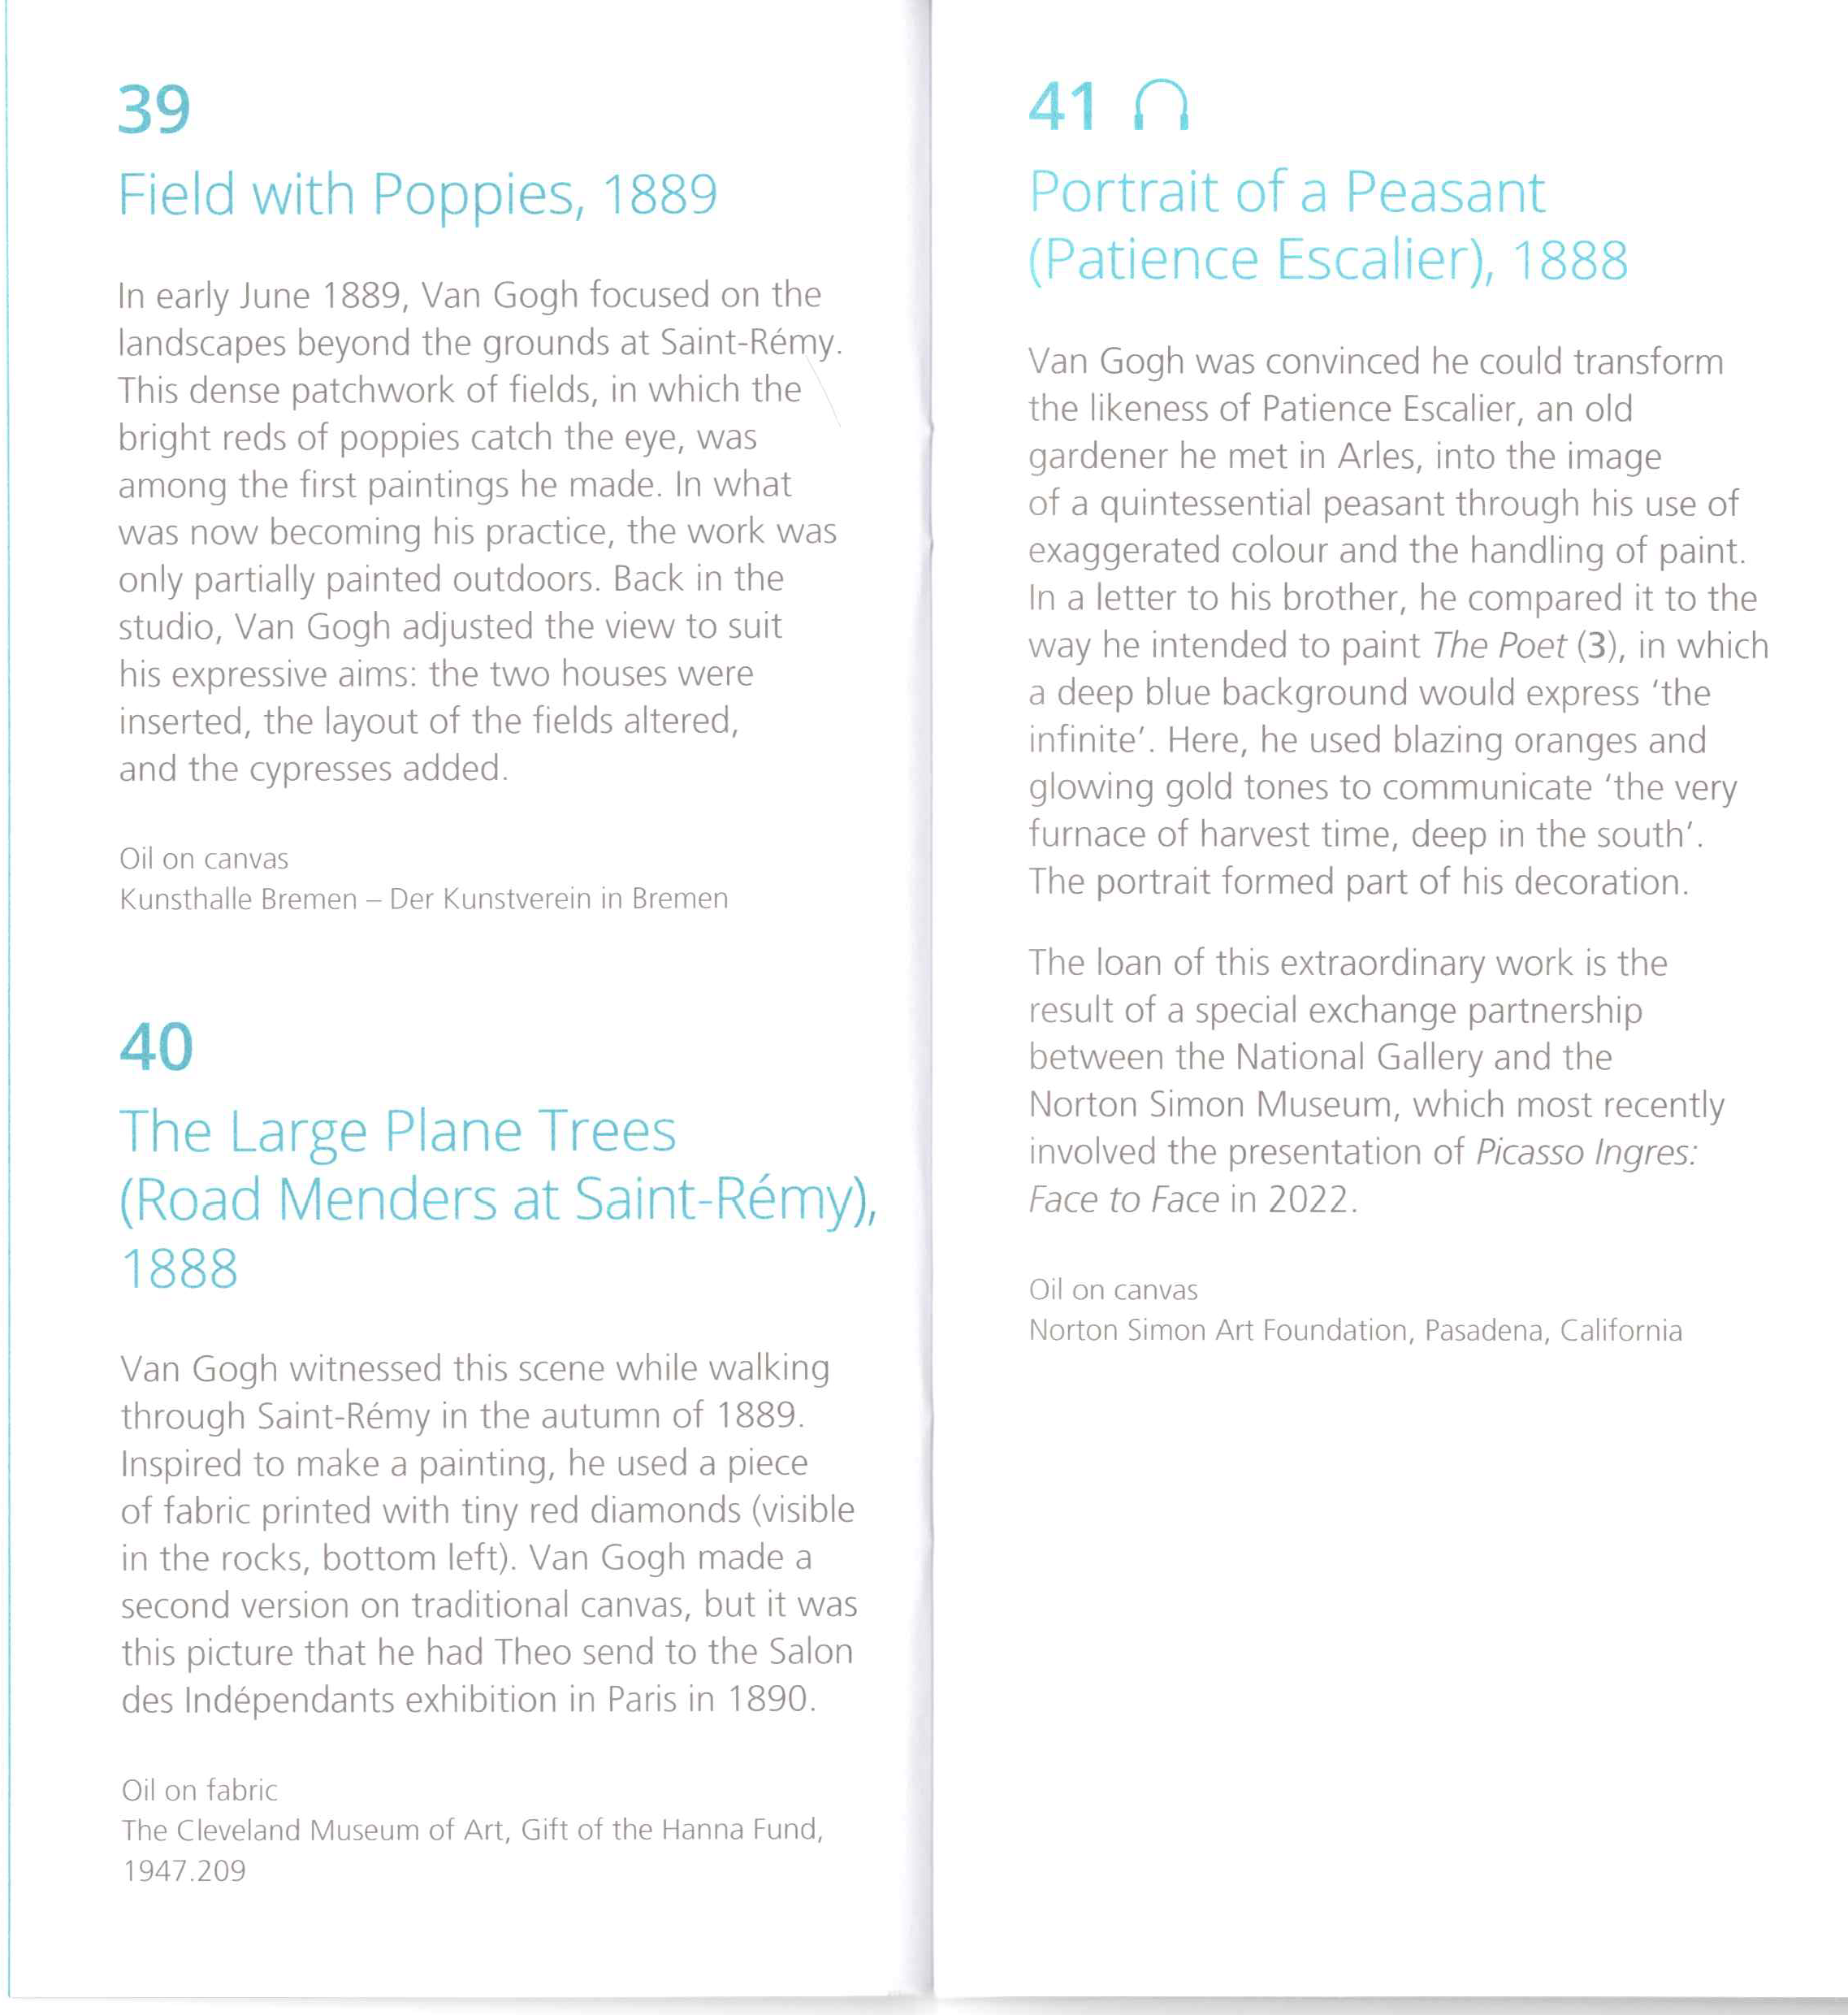 39
Field with Poppies, 1889
In early June 1889, Van Gogh focused on the
landscapes beyond the grounds at Saint-Rémy.
This dense patchwork of fields, in which the
bright reds of poppies catch the eye, was
among the first paintings he made. In what
was now becoming his practice, the work was
only partially painted outdoors. Back in the
studio, Van Gogh adjusted the view to suit
his expressive aims: the two houses were
inserted, the layout of the fields altered,
and the cypresses added.
Oil on canvas
Kunsthalle Bremen – Der Kunstverein in Bremen
40
The Large Plane Trees
(Road Menders at Saint-Rémy),
1888
Van Gogh witnessed this scene while walking
through Saint-Rémy in the autumn of 1889.
Inspired to make a painting, he used a piece
of fabric printed with tiny red diamonds (visible
in the rocks, bottom left). Van Gogh made a
second version on traditional canvas, but it was
this picture that he had Theo send to the Salon
des Indépendants exhibition in Paris in 1890.
Oil on fabric
The Cleveland Museum of Art, Gift of the Hanna Fund,
1947.209
41
Portrait of a Peasant
(Patience Escalier), 1888
Van Gogh was convinced he could transform
the likeness of Patience Escalier, an old
gardener he met in Arles, into the image
of a quintessential peasant through his use of
exaggerated colour and the handling of paint.
In a letter to his brother, he compared it to the
way he intended to paint The Poet (3), in which
a deep blue background would express ‘the
infinite’. Here, he used blazing oranges and
glowing gold tones to communicate ‘the very
furnace of harvest time, deep in the south’.
The portrait formed part of his decoration.
The loan of this extraordinary work is the
result of a special exchange partnership
between the National Gallery and the
Norton Simon Museum, which most recently
involved the presentation of Picasso Ingres:
Face to Face in 2022.
Oil on canvas
Norton Simon Art Foundation, Pasadena, California